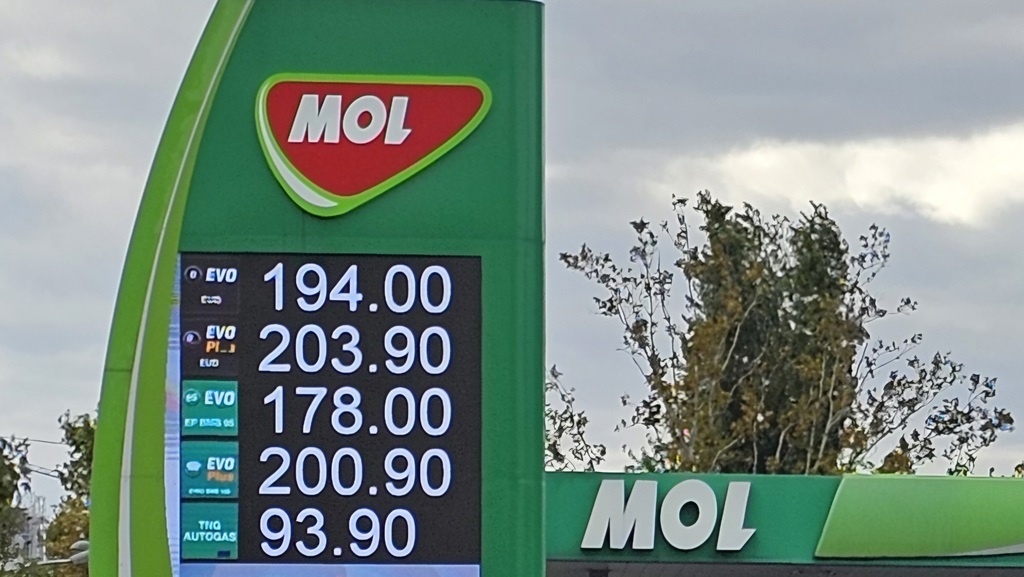 MOL
EVO 194.00
EVO 203.90
EUD
EVO 178.00
EVO 200.90
Plus
TNG 93.90
AUTOGAS
MOL